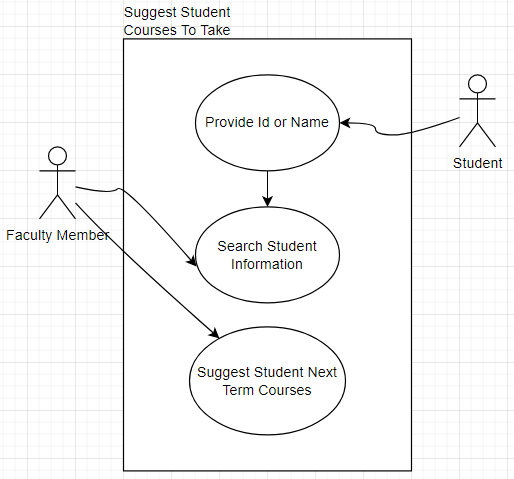 Suggest Student
Courses To Take
Provide Id or Name
Student
Faculty Member
Search Student
Information
Suggest Student Next
Term Courses